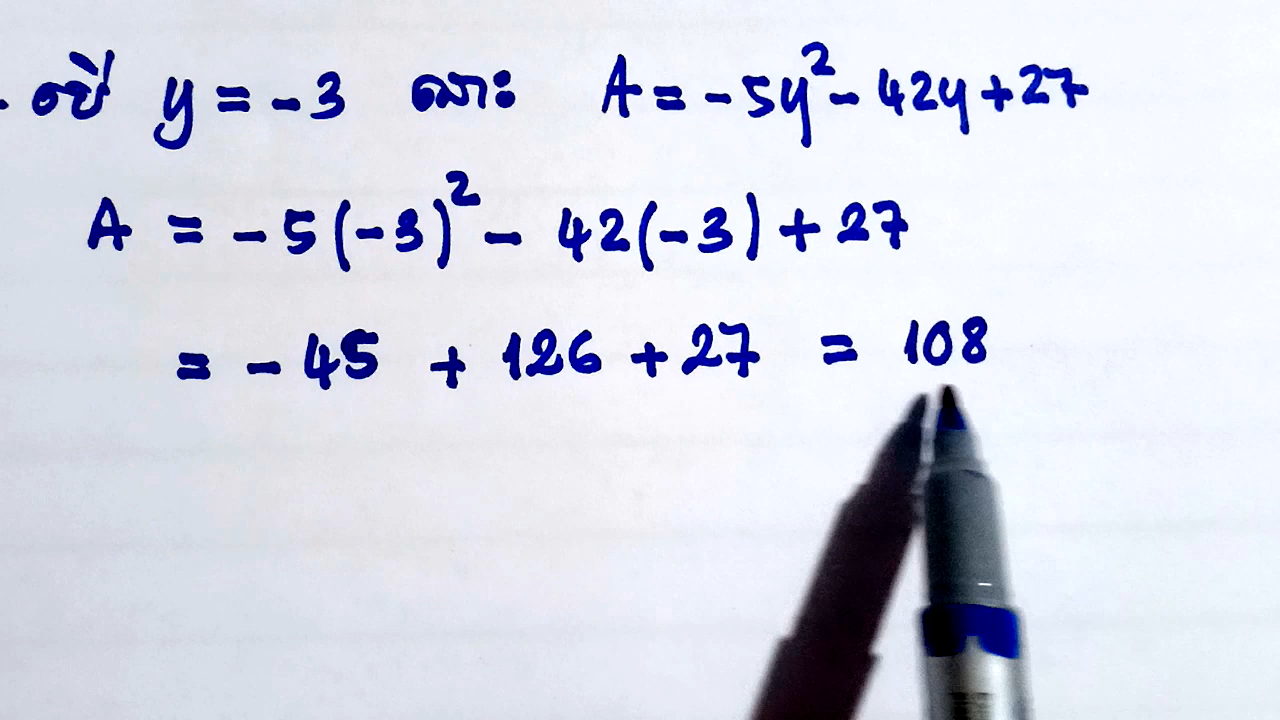 - បើ y = -3 នោះ A = -5y² - 42y + 27
A = -5(-3)² - 42(-3) + 27
= -45 + 126 + 27 = 108